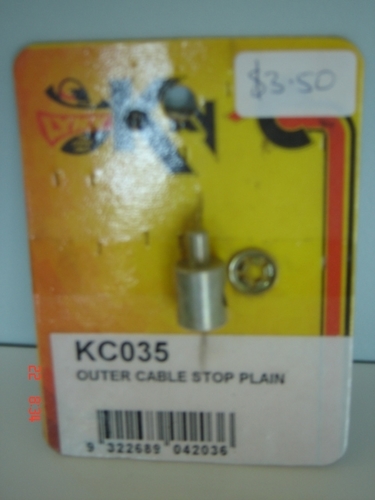 $3.50
KC035
OUTER CABLE STOP PLAIN
9 322689 042036